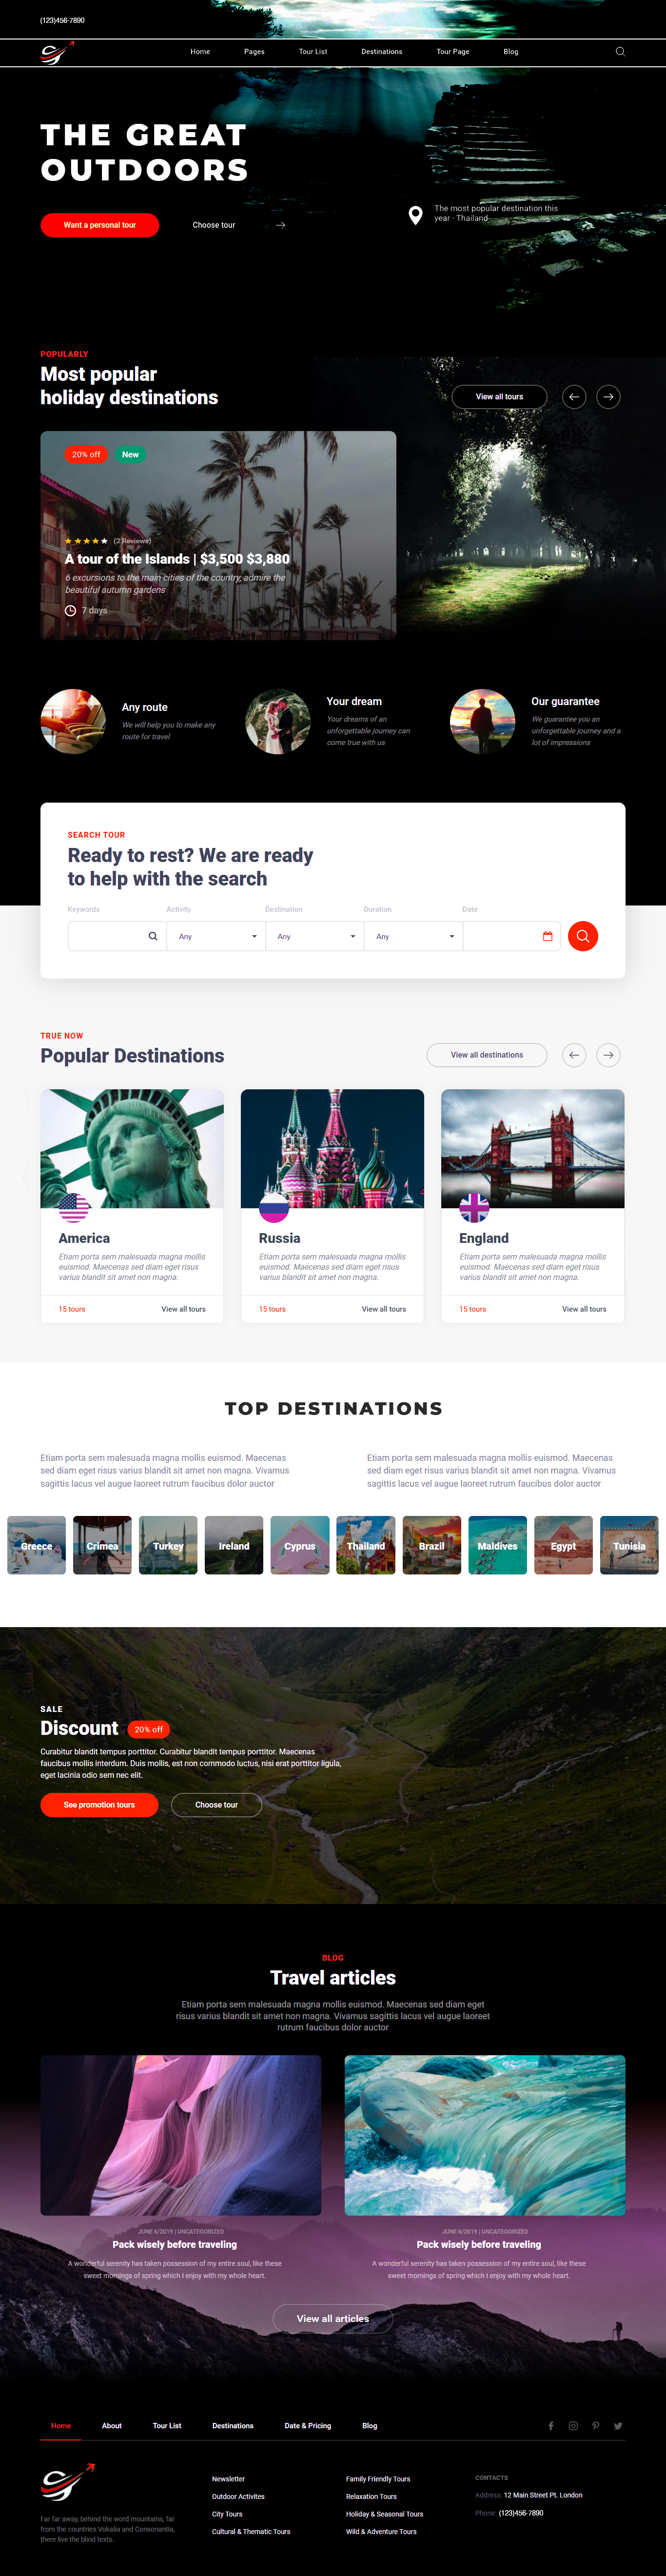 (123)456-7890
Home Pages Tour List Destinations Tour Page Blog
THE GREAT
OUTDOORS
Want a personal tour
Choose tour
The most popular destination this
year - Thailand
POPULARLY
Most popular
holiday destinations
View all tours
20% off
New
(2 Reviews)
A tour of the Islands | $3,500 $3,880
6 excursions to the main cities of the country, admire the
beautiful autumn gardens
7 days
Any route
We will help you to make any
route for travel
Your dream
Your dreams of an
unforgettable journey can
come true with us
Our guarantee
We guarantee you an
unforgettable journey and a
lot of impressions
SEARCH TOUR
Ready to rest? We are ready
to help with the search
Keywords Activity Destination Duration Date
Any Any Any
TRUE NOW
Popular Destinations
View all destinations
America
Etiam porta sem malesuada magna mollis
euismod. Maecenas sed diam eget risus
varius blandit sit amet non magna.
15 tours View all tours
Russia
Etiam porta sem malesuada magna mollis
euismod. Maecenas sed diam eget risus
varius blandit sit amet non magna.
15 tours View all tours
England
Etiam porta sem malesuada magna mollis
euismod. Maecenas sed diam eget risus
varius blandit sit amet non magna.
15 tours View all tours
TOP DESTINATIONS
Etiam porta sem malesuada magna mollis euismod. Maecenas
sed diam eget risus varius blandit sit amet non magna. Vivamus
sagittis lacus vel augue laoreet rutrum faucibus dolor auctor
Etiam porta sem malesuada magna mollis euismod. Maecenas
sed diam eget risus varius blandit sit amet non magna. Vivamus
sagittis lacus vel augue laoreet rutrum faucibus dolor auctor
Greece Crimea Turkey Ireland Cyprus Thailand Brazil Maldives Egypt Tunisia
SALE
Discount
20% off
Curabitur blandit tempus porttitor. Curabitur blandit tempus porttitor. Maecenas
faucibus mollis interdum. Duis mollis, est non commodo luctus, nisi erat porttitor ligula,
eget lacinia odio sem nec elit.
See promotion tours
Choose tour
BLOG
Travel articles
Etiam porta sem malesuada magna mollis euismod. Maecenas sed diam eget
risus varius blandit sit amet non magna. Vivamus sagittis lacus vel augue laoreet
rutrum faucibus dolor auctor
JUNE 6/2019 | UNCATEGORIZED
Pack wisely before traveling
A wonderful serenity has taken possession of my entire soul, like these
sweet mornings of spring which I enjoy with my whole heart.
JUNE 6/2019 | UNCATEGORIZED
Pack wisely before traveling
A wonderful serenity has taken possession of my entire soul, like these
sweet mornings of spring which I enjoy with my whole heart.
View all articles
Home About Tour List Destinations Date & Pricing Blog
Far far away, behind the word mountains, far
from the countries Vokalia and Consonantia,
there live the blind texts.
Newsletter
Outdoor Activites
City Tours
Cultural & Thematic Tours
Family Friendly Tours
Relaxation Tours
Holiday & Seasonal Tours
Wild & Adventure Tours
CONTACTS
Address: 12 Main Street Pt. London
Phone: (123)456-7890